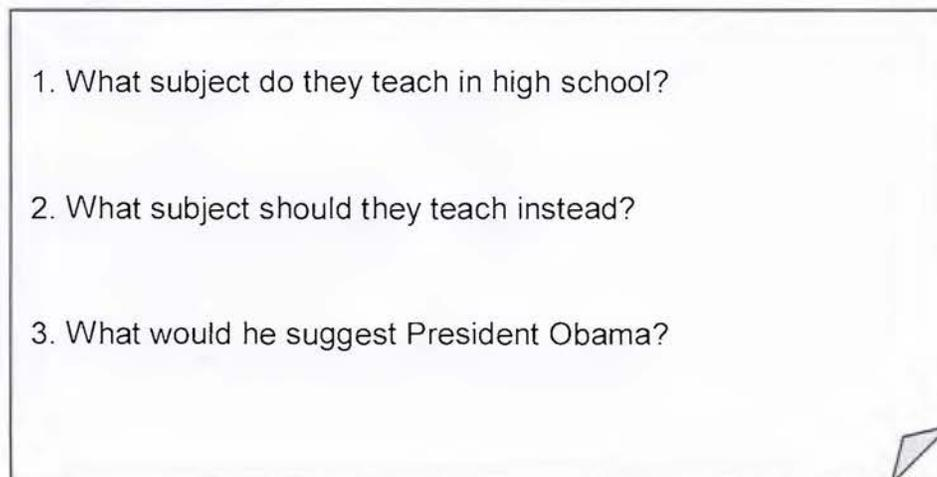 1. What subject do they teach in high school?
2. What subject should they teach instead?
3. What would he suggest President Obama?